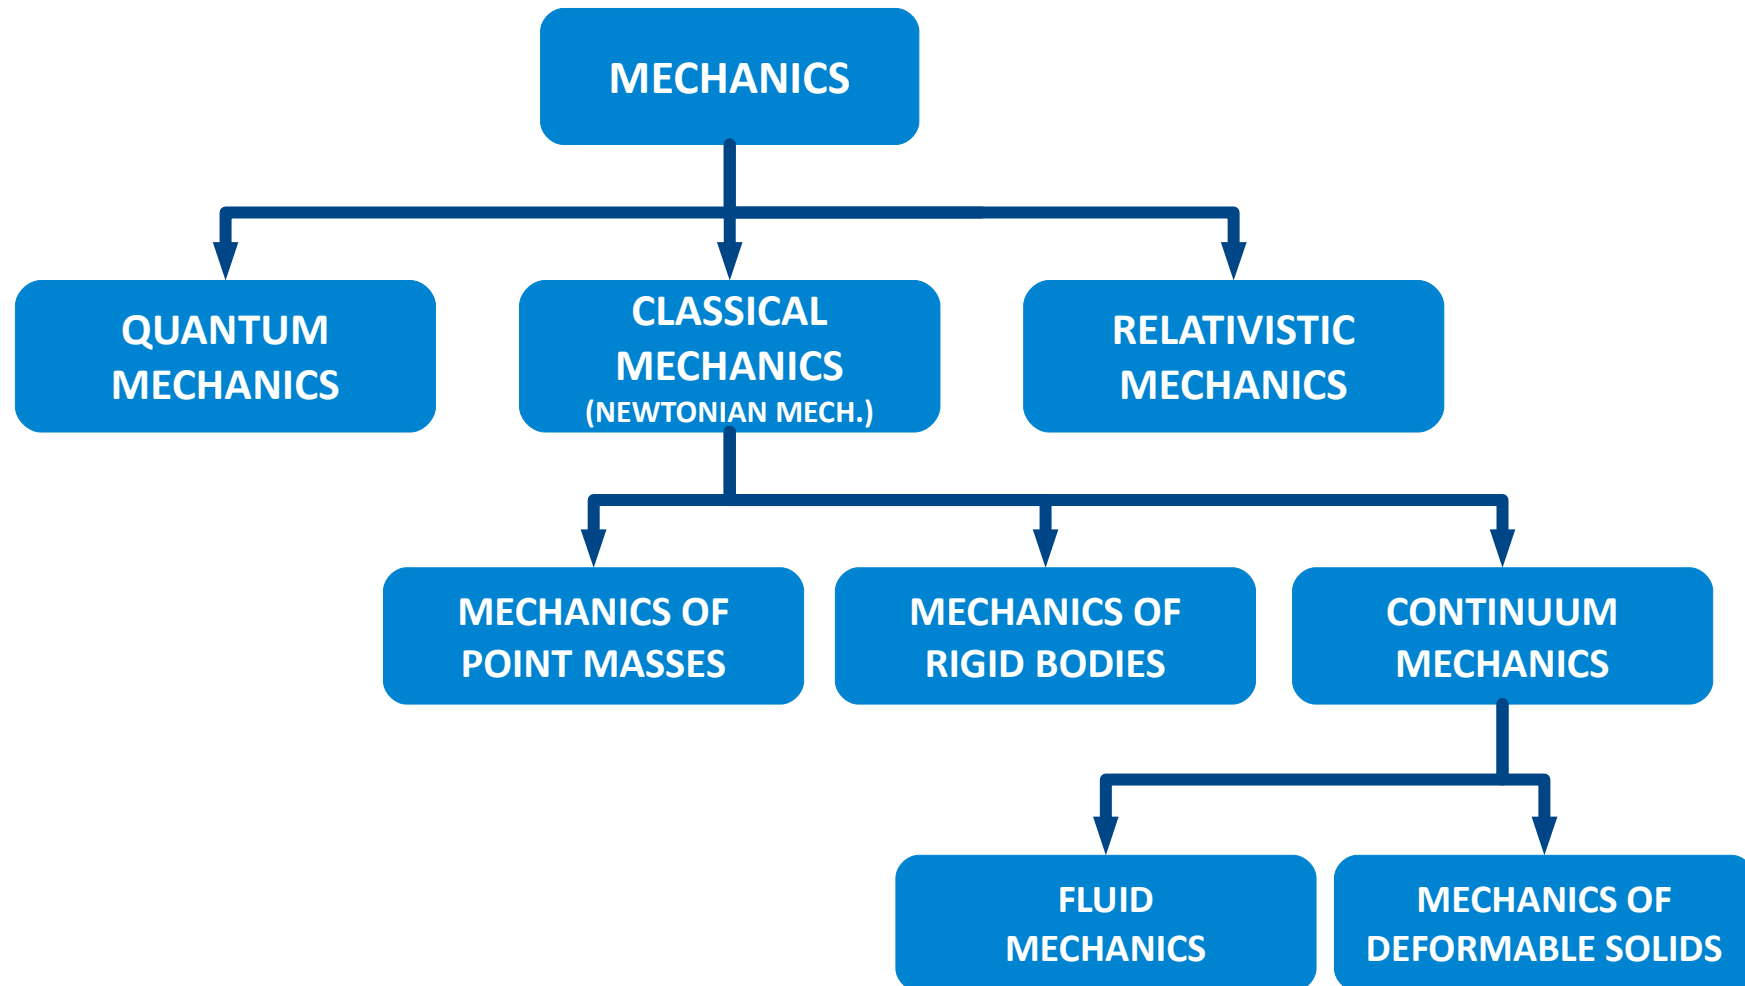 MECHANICS
QUANTUM
MECHANICS
CLASSICAL
MECHANICS
(NEWTONIAN MECH.)
RELATIVISTIC
MECHANICS
MECHANICS OF
POINT MASSES
MECHANICS OF
RIGID BODIES
CONTINUUM
MECHANICS
FLUID
MECHANICS
MECHANICS OF
DEFORMABLE SOLIDS